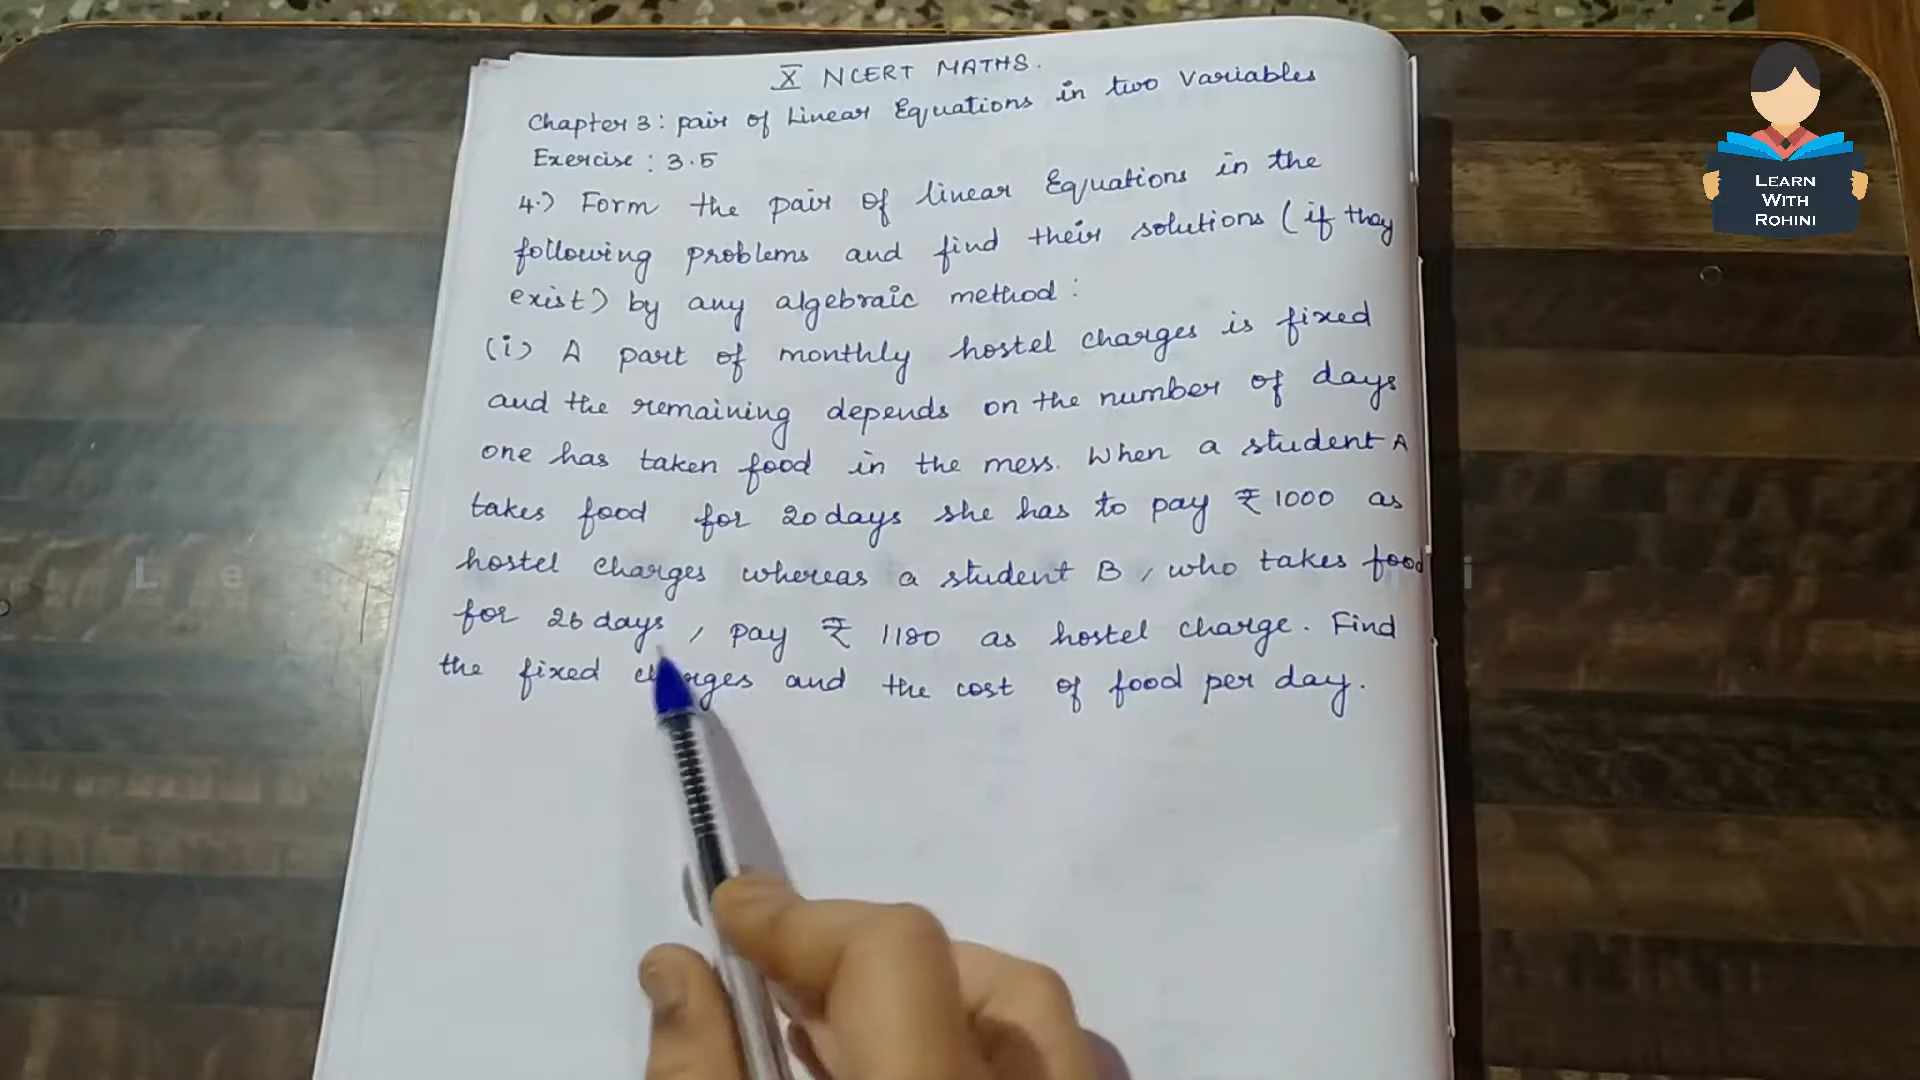 X NCERT MATHS.
Chapter 3: pair of Linear Equations in two Variables
Exercise : 3.5
4.) Form the pair of linear Equations in the
following problems and find their solutions (if they
exist) by any algebraic method :
(i) A part of monthly hostel charges is fixed
and the remaining depends on the number of days
one has taken food in the mess. When a student A
takes food for 20 days she has to pay ₹ 1000 as
hostel charges whereas a student B, who takes food
for 26 days, pay ₹ 1180 as hostel charge. Find
the fixed charges and the cost of food per day.
LEARN
WITH
ROHINI